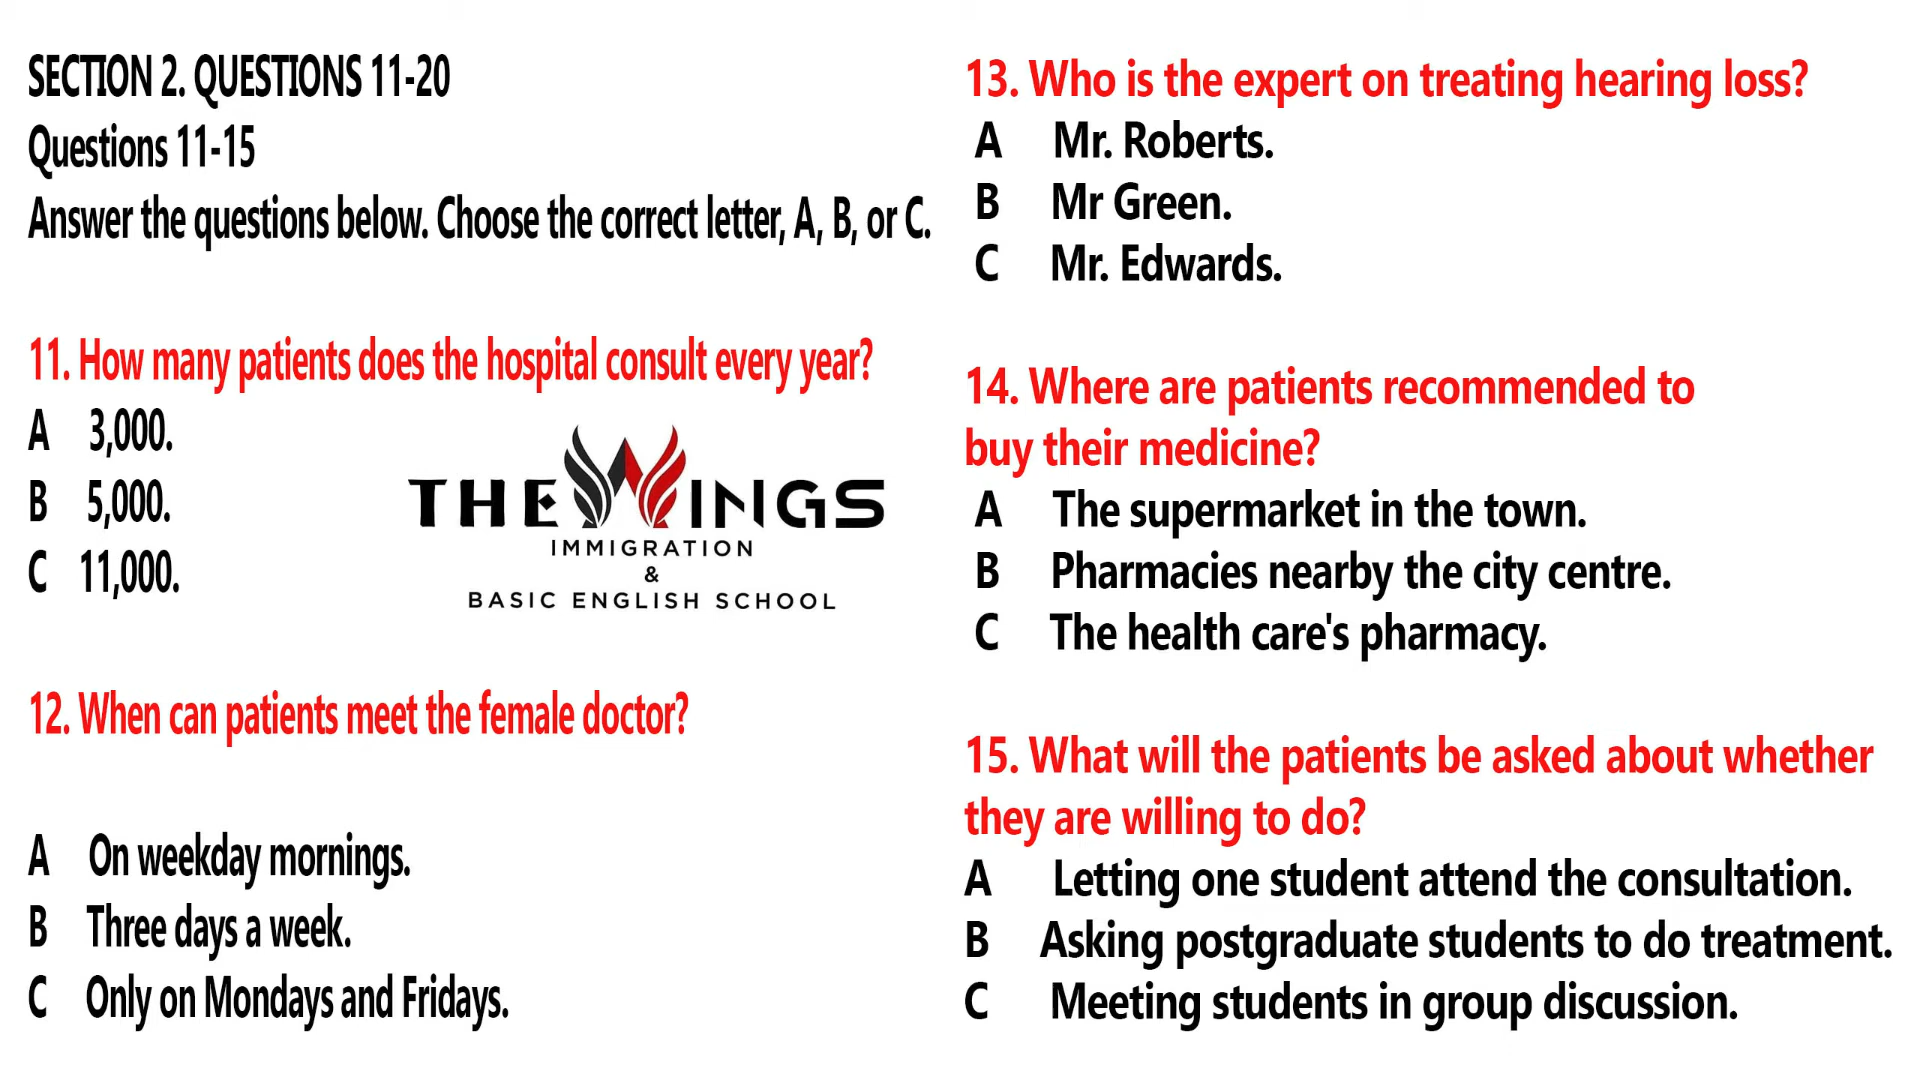 SECTION 2. QUESTIONS 11-20
Questions 11-15
Answer the questions below. Choose the correct letter, A, B, or C.
11. How many patients does the hospital consult every year?
A 3,000.
B 5,000.
C 11,000.
THE WINGS
IMMIGRATION
&
BASIC ENGLISH SCHOOL
12. When can patients meet the female doctor?
A On weekday mornings.
B Three days a week.
C Only on Mondays and Fridays.
13. Who is the expert on treating hearing loss?
A Mr. Roberts.
B Mr Green.
C Mr. Edwards.
14. Where are patients recommended to
buy their medicine?
A The supermarket in the town.
B Pharmacies nearby the city centre.
C The health care's pharmacy.
15. What will the patients be asked about whether
they are willing to do?
A Letting one student attend the consultation.
B Asking postgraduate students to do treatment.
C Meeting students in group discussion.